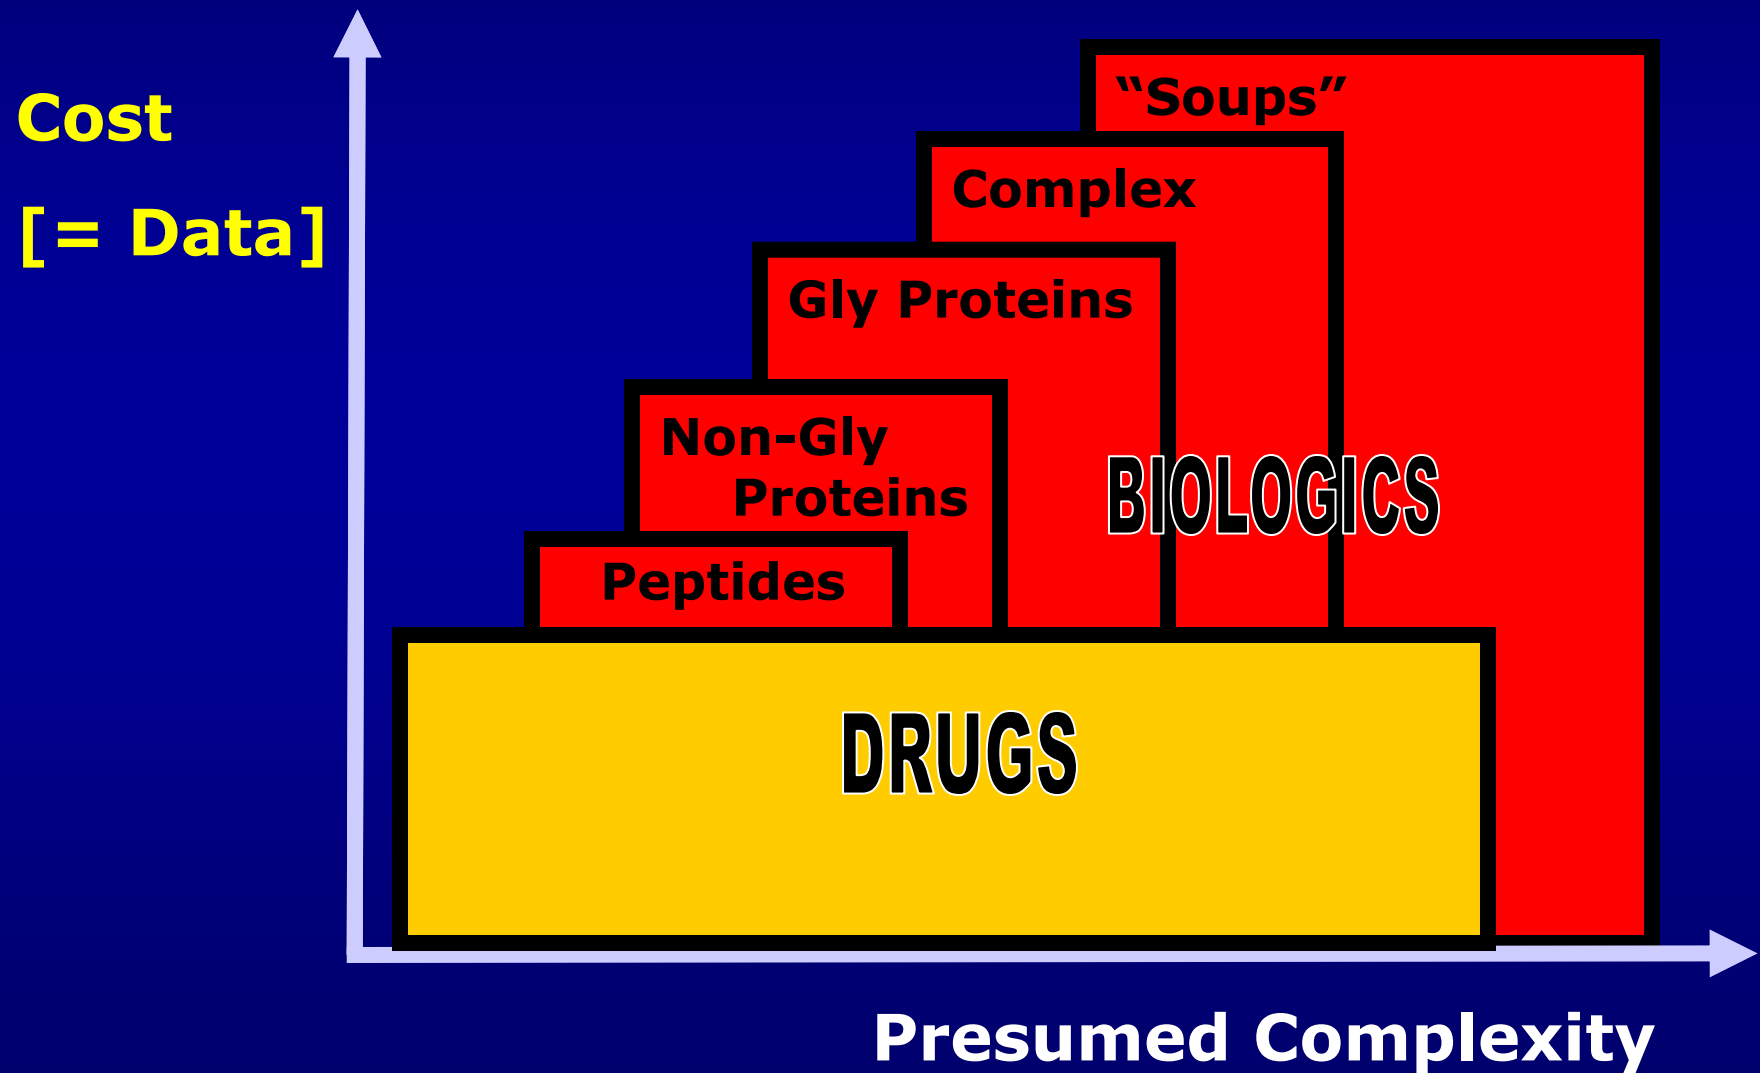 Cost
[= Data]
“Soups”
Complex
Gly Proteins
Non-Gly
Proteins
Peptides
BIOLOGICS
DRUGS
Presumed Complexity